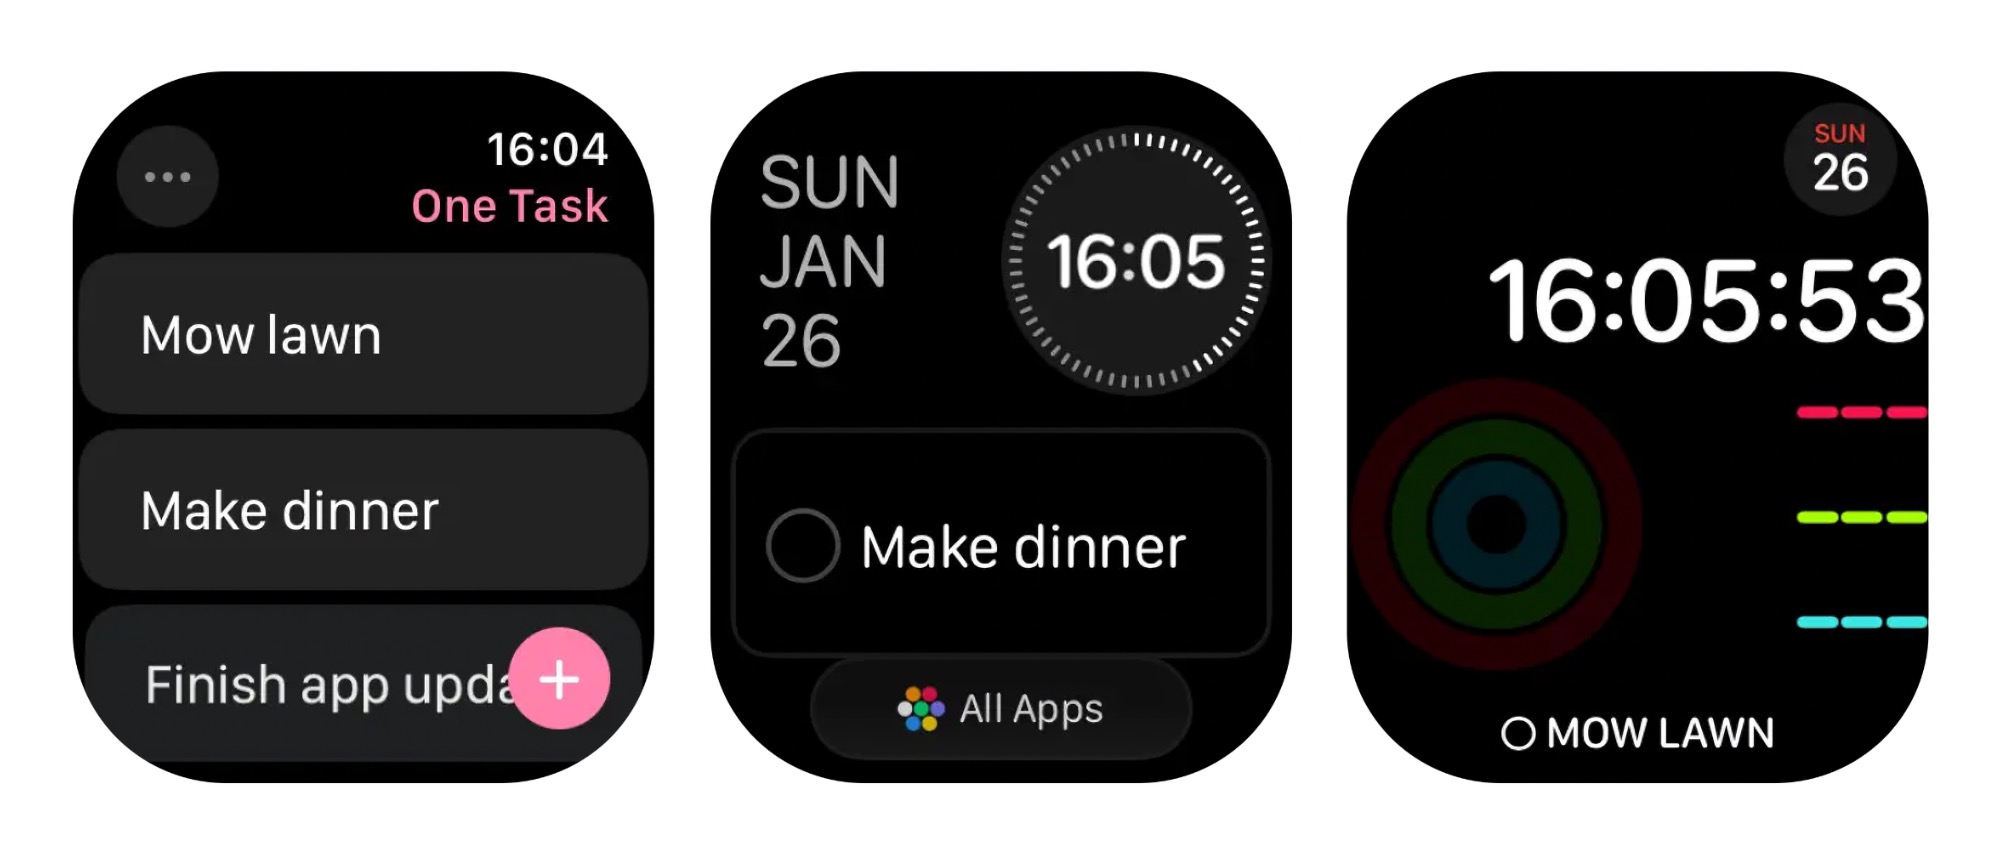 16:04
One Task
Mow lawn
Make dinner
Finish app upda
SUN
JAN
26
16:05
Make dinner
All Apps
SUN
26
16:05:53
MOW LAWN